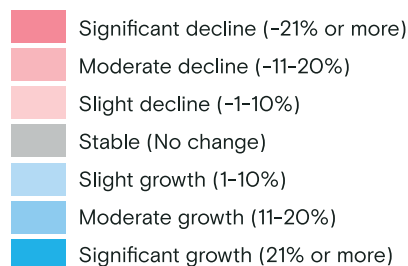 Significant decline (-21% or more)
Moderate decline (-11-20%)
Slight decline (-1-10%)
Stable (No change)
Slight growth (1-10%)
Moderate growth (11-20%)
Significant growth (21% or more)